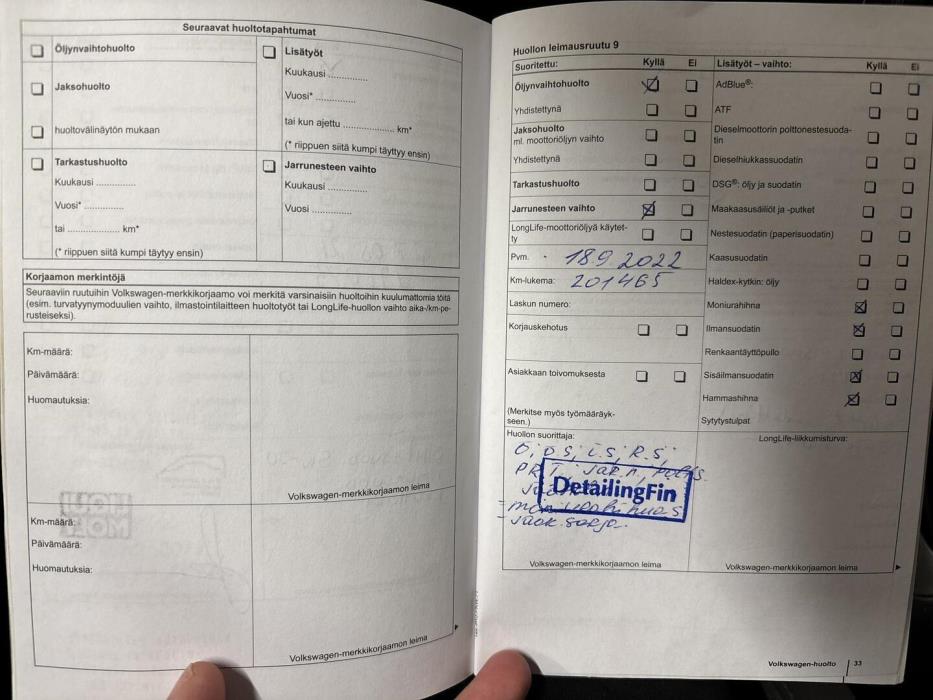 Seuraavat huoltotapahtumat
Öljynvaihtohuolto
Jaksohuolto
huoltovälinäytön mukaan
Tarkastushuolto
Kuukausi .............
Vuosi* .............
tai ................. km*
(* riippuen siitä kumpi täytyy ensin)
Lisätyöt
Kuukausi .............
Vuosi* .............
tai kun ajettu ................. km*
(* riippuen siitä kumpi täyttyy ensin)
Jarrunesteen vaihto
Kuukausi .............
Vuosi .............
Korjaamon merkintöjä
Seuraaviin ruutuihin Volkswagen-merkkikorjaamo voi merkitä varsinaisiin huoltoihin kuulumattomia töitä
(esim. turvatyynymoduulien vaihto, ilmastointilaitteen huoltotyöt tai LongLife-huollon vaihto aika-/km-pe-
rusteiseksi).
Km-määrä:
Päivämäärä:
Huomautuksia:
Volkswagen-merkkikorjaamon leima
Km-määrä:
Päivämäärä:
Huomautuksia:
Volkswagen-merkkikorjaamon leima
Huollon leimausruutu 9
Suoritettu: Kyllä Ei
Öljynvaihtohuolto
Yhdistettynä
Jaksohuolto
ml. moottoriöljyn vaihto
Yhdistettynä
Tarkastushuolto
Jarrunesteen vaihto
LongLife-moottoriöljyä käytet-
ty
Pvm. 18.9.2022
Km-lukema: 201465
Laskun numero:
Korjauskehotus
Asiakkaan toivomuksesta
(Merkitse myös työmääräyk-
seen.)
Lisätyöt – vaihto: Kyllä Ei
AdBlue®:
ATF
Dieselmoottorin polttonestesuoda-
tin
Dieselhiukkassuodatin
DSG®: öljy ja suodatin
Maakaasusäiliöt ja -putket
Nestesuodatin (paperisuodatin)
Kaasusuodatin
Haldex-kytkin: öljy
Moniurahihna
Ilmansuodatin
Renkaantäyttöpullo
Sisäilmansuodatin
Hammashihna
Sytytystulpat
Huollon suorittaja:
Ö, ö.s, i.s, R.s,
DetailingFin
Volkswagen-merkkikorjaamon leima
LongLife-liikkumisturva:
Volkswagen-merkkikorjaamon leima
Volkswagen-huolto 33